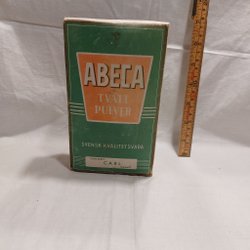 ABECA
TVÄTT
PULVER
SVENSK KVALITETSVARA
CARL